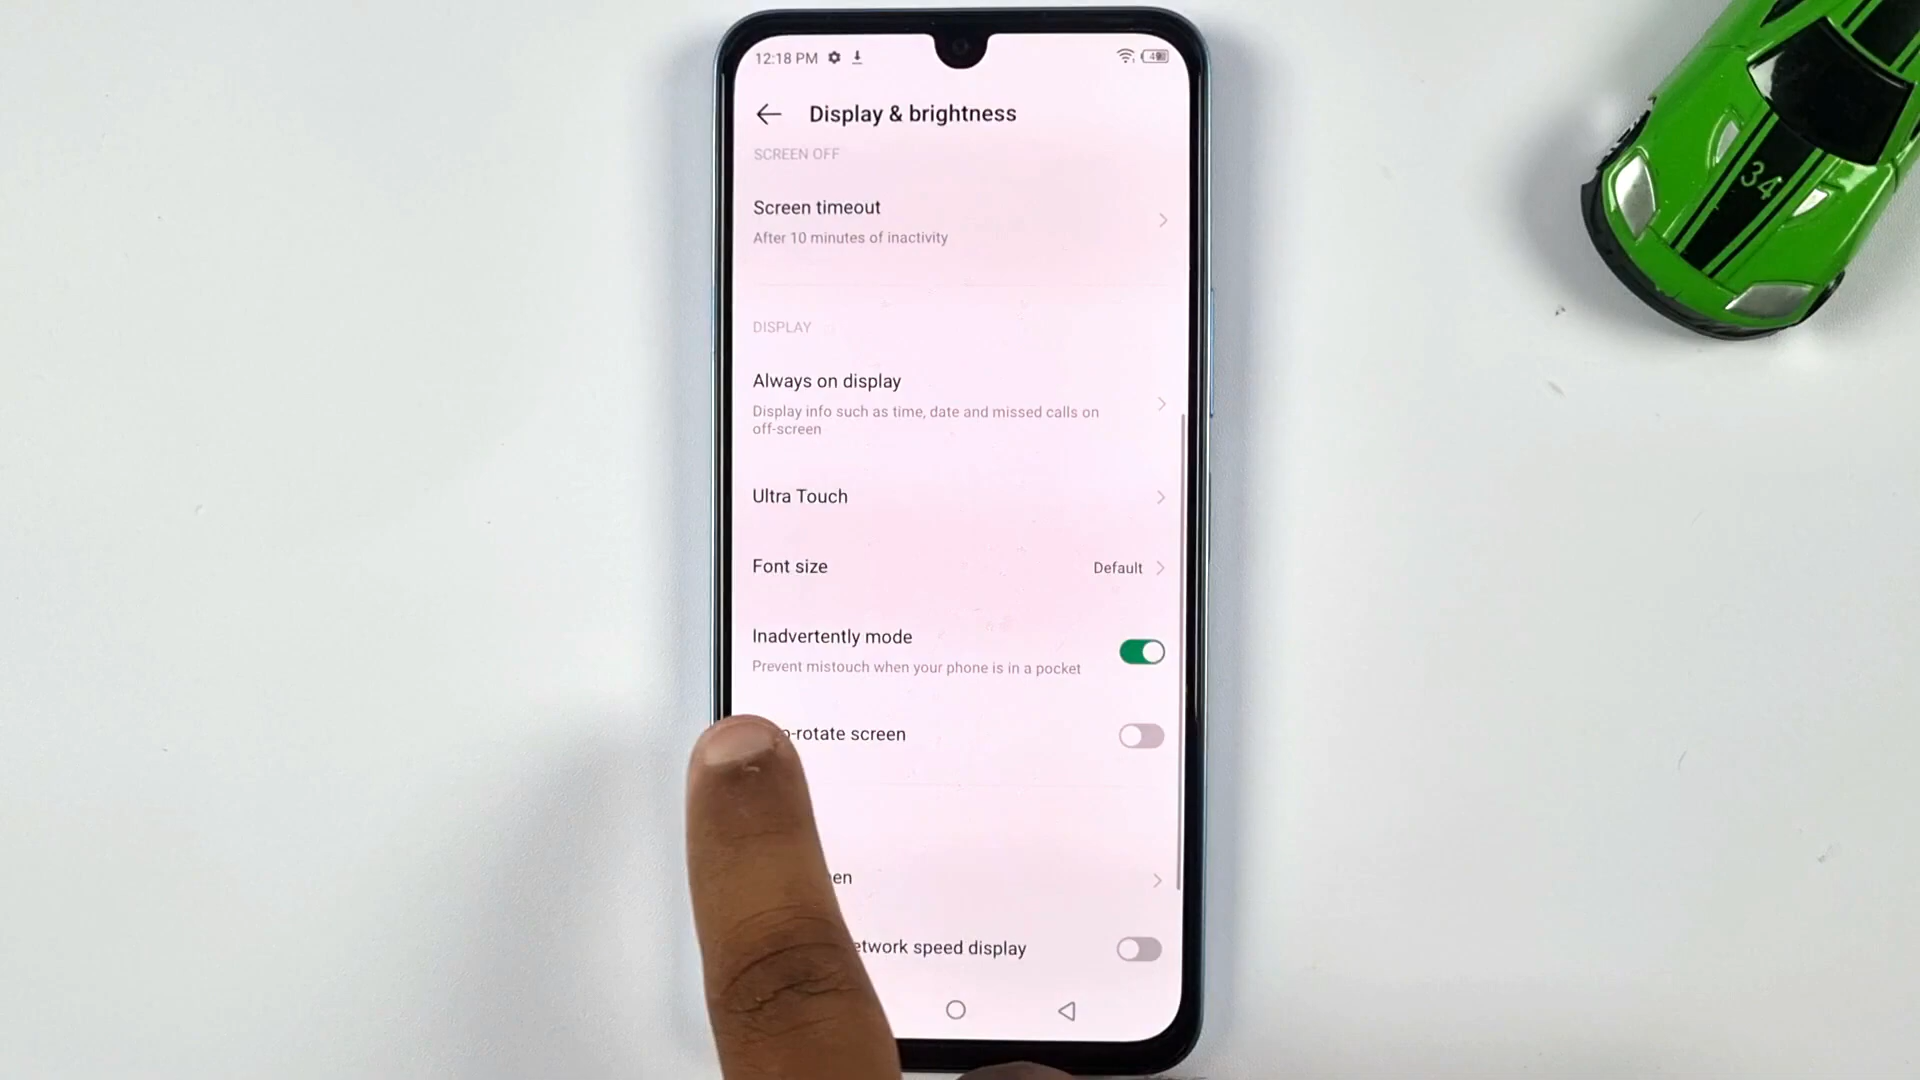 12:18 PM
Display & brightness
SCREEN OFF
Screen timeout
After 10 minutes of inactivity
DISPLAY
Always on display
Display info such as time, date and missed calls on
off-screen
Ultra Touch
Font size
Default
Inadvertently mode
Prevent mistouch when your phone is in a pocket
-rotate screen
en
etwork speed display
34